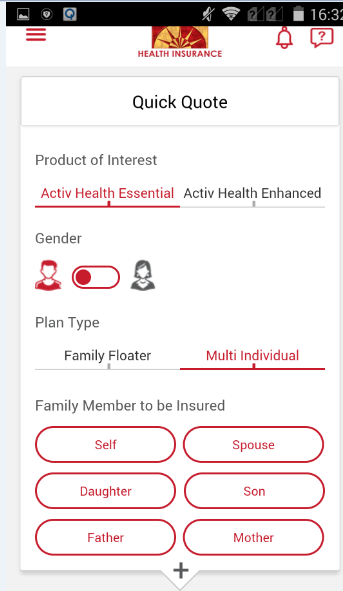 16:32
HEALTH INSURANCE
?
Quick Quote
Product of Interest
Activ Health Essential Activ Health Enhanced
Gender
Plan Type
Family Floater Multi Individual
Family Member to be Insured
Self Spouse
Daughter Son
Father Mother
+